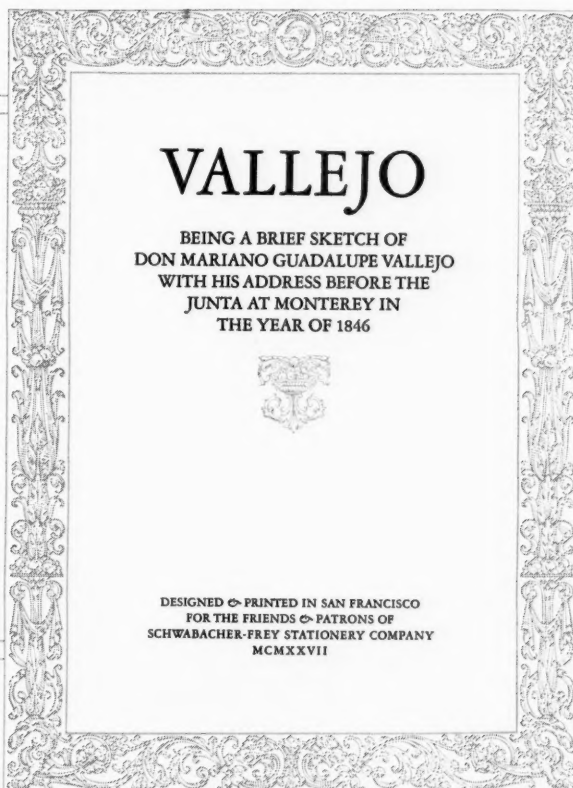 VALLEJO
BEING A BRIEF SKETCH OF
DON MARIANO GUADALUPE VALLEJO
WITH HIS ADDRESS BEFORE THE
JUNTA AT MONTEREY IN
THE YEAR OF 1846
DESIGNED & PRINTED IN SAN FRANCISCO
FOR THE FRIENDS & PATRONS OF
SCHWABACHER-FREY STATIONERY COMPANY
MCMXXVII